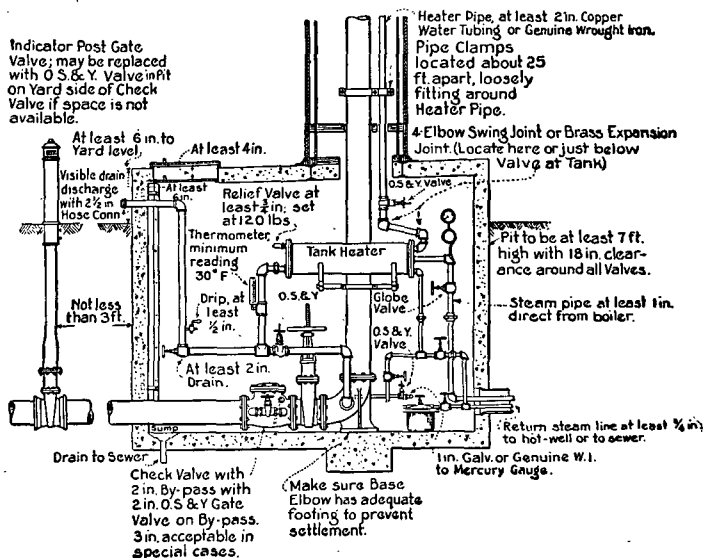 Indicator Post Gate
Valve; may be replaced
with O.S.&Y. Valve in Pit
on Yard side of Check
Valve if space is not
available.
Heater Pipe, at least 2in. Copper
Water Tubing or Genuine Wrought Iron.
Pipe Clamps
located about 25
ft. apart, loosely
fitting around
Heater Pipe.
At least 6 in. to
Yard level.
At least 4in.
4-Elbow Swing Joint or Brass Expansion
Joint. (Locate here or just below
Valve at Tank)
Visible drain
discharge
with 2½ in
Hose Conn.
At least
6in.
Relief Valve at
least ¾ in; set
at 120 lbs
O.S.&Y. Valve
Thermometer
minimum
reading
30°F
Tank Heater
Pit to be at least 7ft.
high with 18 in. clear-
ance around all Valves.
Not less
than 3ft.
Drip, at
least
½ in.
O.S.&Y
Globe
Valve
Steam pipe at least 1in.
direct from boiler.
O.S.&Y.
Valve
At least 2in.
Drain.
Sump
Drain to Sewer
Return steam line at least ¾ in,
to hot-well or to sewer.
Check Valve with
2 in. By-pass with
2in. O.S&Y Gate
Valve on By-pass.
3 in. acceptable in
special cases.
Make sure Base
Elbow has adequate
footing to prevent
settlement.
1in. Galv. or Genuine W.I.
to Mercury Gauge.